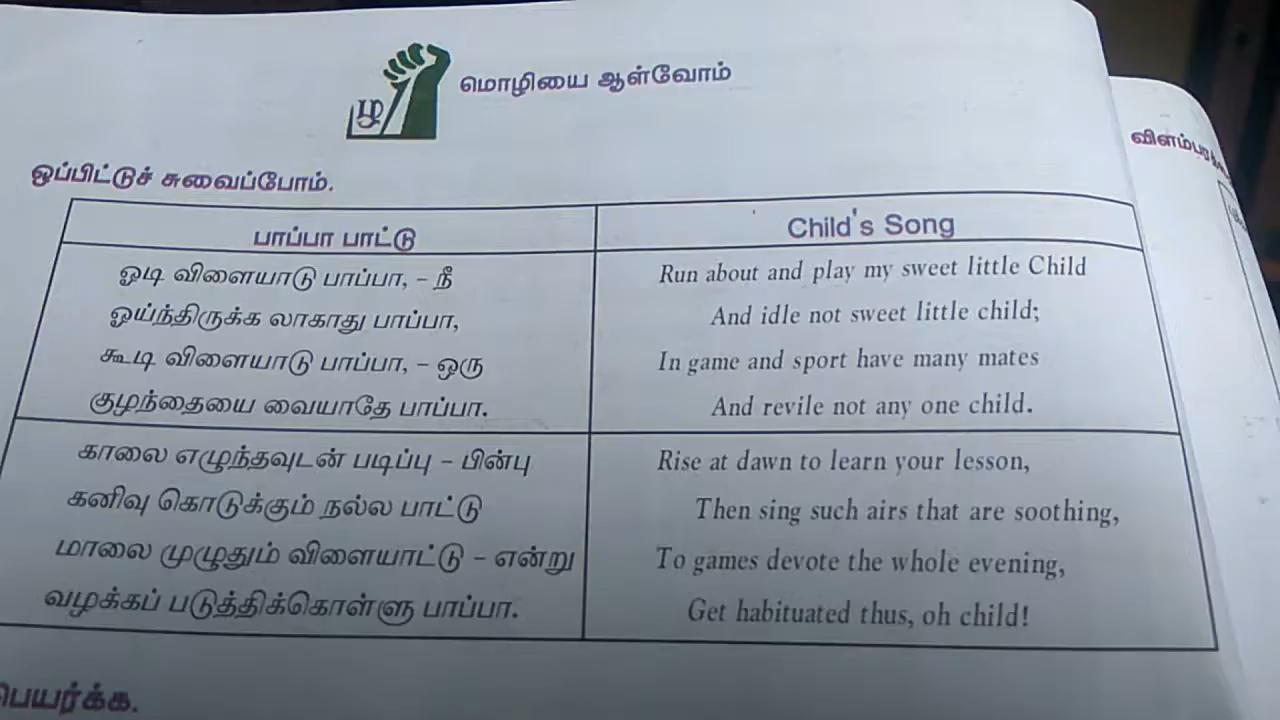 ழ
மொழியை ஆள்வோம்
ஒப்பிட்டுச் சுவைப்போம்.
பாப்பா பாட்டு
ஓடி விளையாடு பாப்பா, – நீ
ஓய்ந்திருக்க லாகாது பாப்பா,
கூடி விளையாடு பாப்பா, – ஒரு
குழந்தையை வையாதே பாப்பா.
காலை எழுந்தவுடன் படிப்பு – பின்பு
கனிவு கொடுக்கும் நல்ல பாட்டு
மாலை முழுதும் விளையாட்டு – என்று
வழக்கப் படுத்திக்கொள்ளு பாப்பா.
Child's Song
Run about and play my sweet little Child
And idle not sweet little child;
In game and sport have many mates
And revile not any one child.
Rise at dawn to learn your lesson,
Then sing such airs that are soothing,
To games devote the whole evening,
Get habituated thus, oh child!